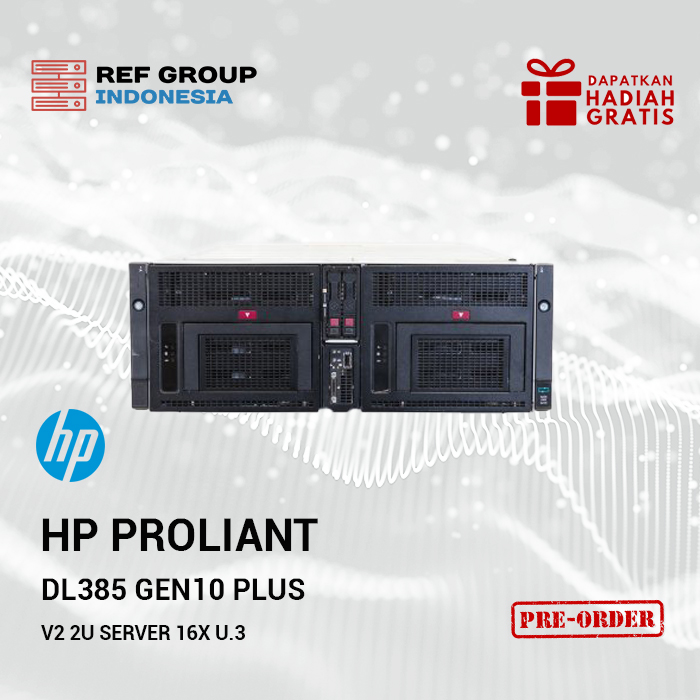 REF GROUP
INDONESIA
DAPATKAN
HADIAH
GRATIS
hp
HP PROLIANT
DL385 GEN10 PLUS
V2 2U SERVER 16X U.3
PRE-ORDER